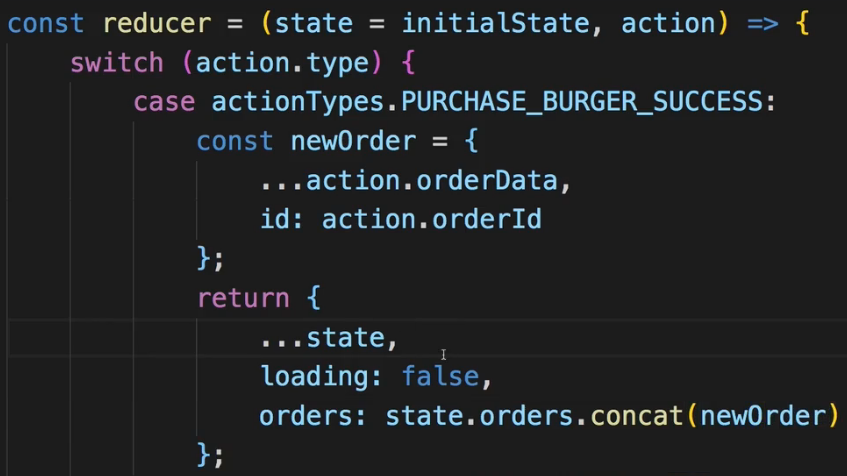 const reducer = (state = initialState, action) => {
switch (action.type) {
case actionTypes.PURCHASE_BURGER_SUCCESS:
const newOrder = {
...action.orderData,
id: action.orderId
};
return {
...state,
loading: false,
orders: state.orders.concat(newOrder)
};